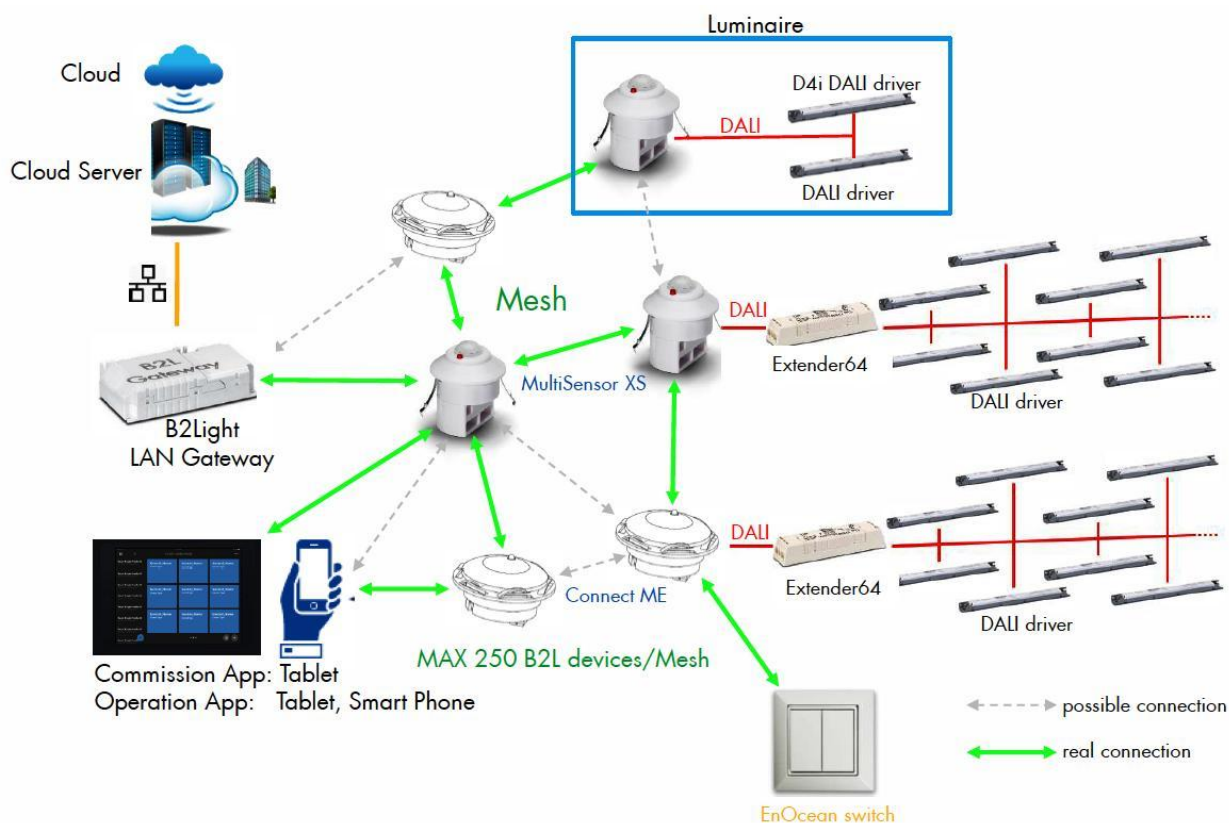 Luminaire
Cloud
D4i DALI driver
DALI
Cloud Server
DALI driver
Mesh
DALI
B2L
Gateway
Extender64
MultiSensor XS
DALI driver
B2Light
LAN Gateway
DALI
Extender64
Connect ME
DALI driver
MAX 250 B2L devices/Mesh
Commission App: Tablet
Operation App: Tablet, Smart Phone
possible connection
real connection
EnOcean switch